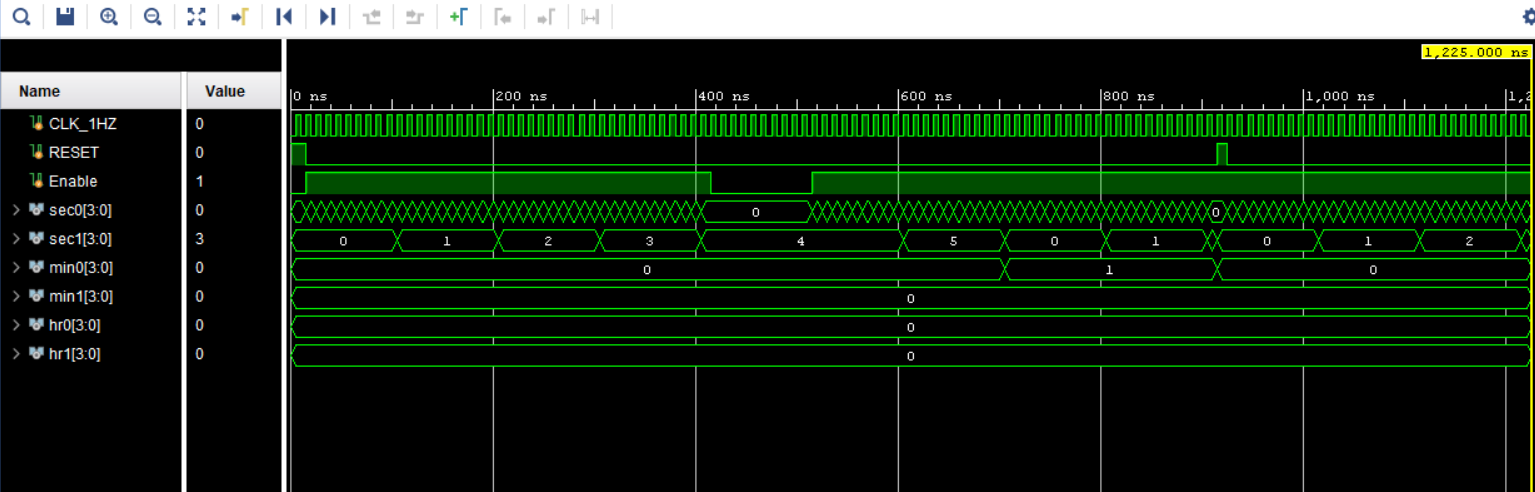 1,225.000 ns
Name Value
0 ns 200 ns 400 ns 600 ns 800 ns 1,000 ns 1,2
CLK_1HZ 0
RESET 0
Enable 1
sec0[3:0] 0 0 0
sec1[3:0] 3 0 1 2 3 4 5 0 1 0 1 2
min0[3:0] 0 0 1 0
min1[3:0] 0 0
hr0[3:0] 0 0
hr1[3:0] 0 0